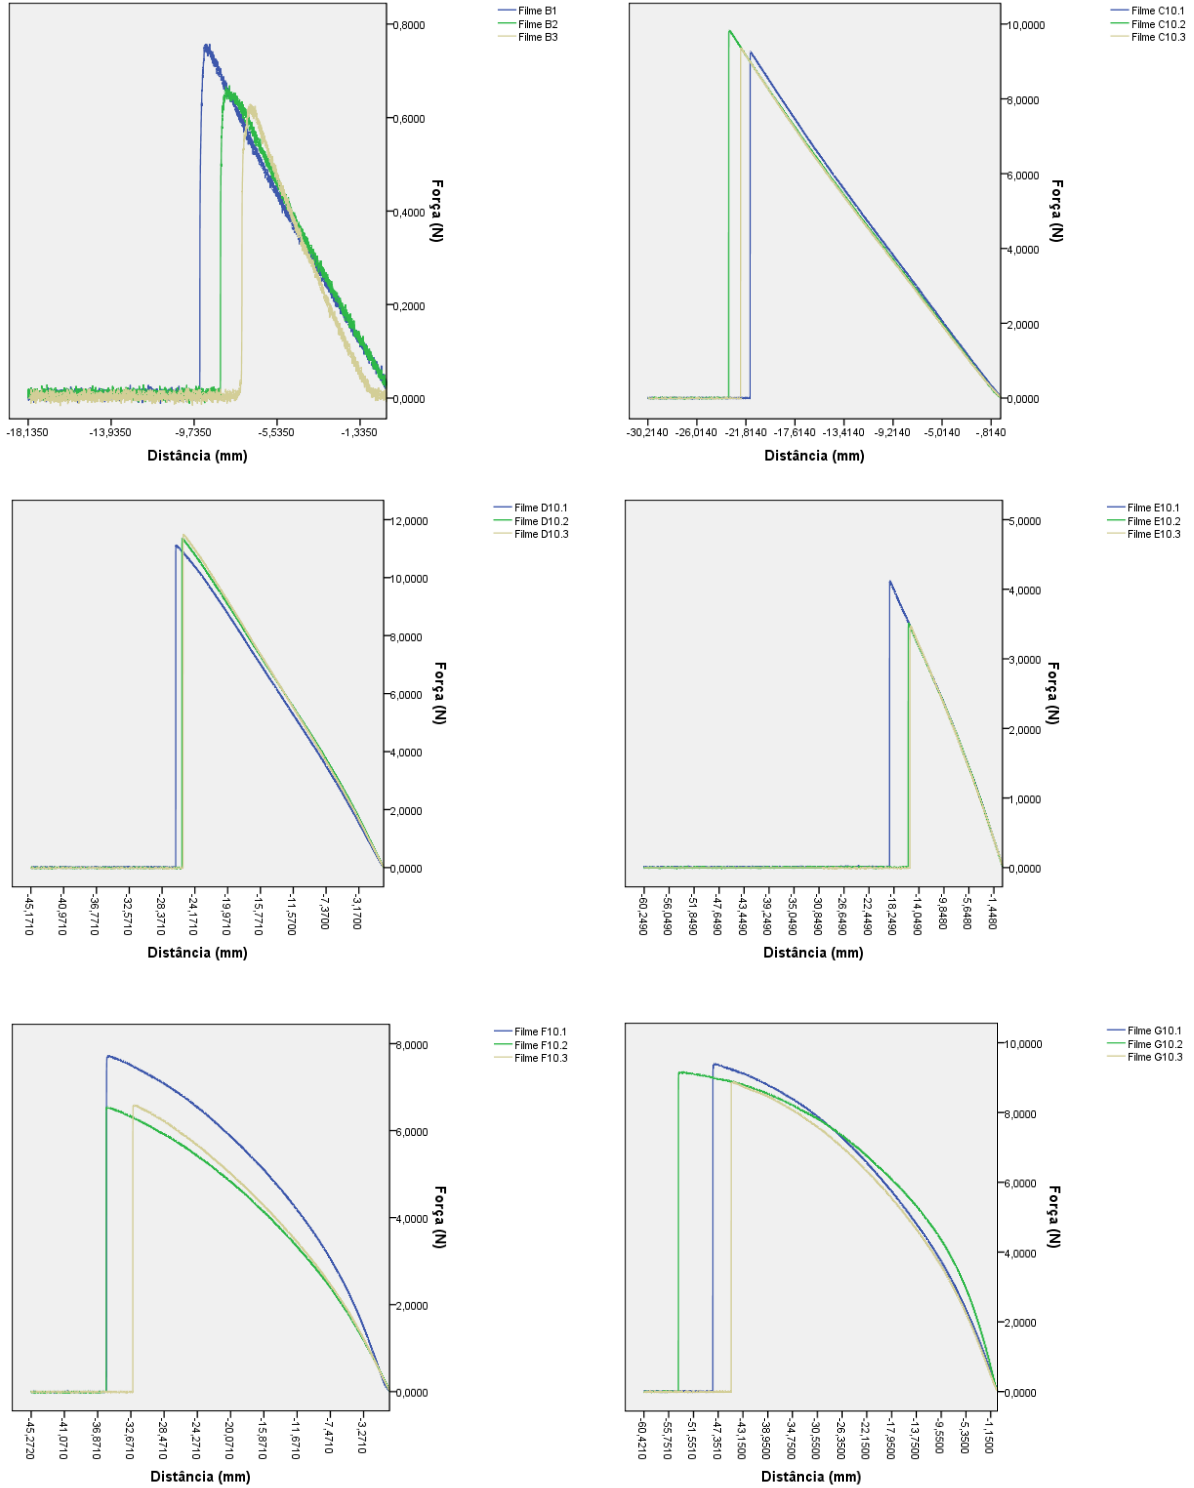 Filme B1
Filme B2
Filme B3
0,8000
0,6000
0,4000
0,2000
0,0000
Força (N)
-18,1350 -13,9350 -9,7350 -5,5350 -1,3350
Distância (mm)
Filme C10.1
Filme C10.2
Filme C10.3
10,0000
8,0000
6,0000
4,0000
2,0000
0,0000
Força (N)
-30,2140 -26,0140 -21,8140 -17,6140 -13,4140 -9,2140 -5,0140 -,8140
Distância (mm)
Filme D10.1
Filme D10.2
Filme D10.3
12,0000
10,0000
8,0000
6,0000
4,0000
2,0000
0,0000
Força (N)
-45,1710 -40,9710 -36,7710 -32,5710 -28,3710 -24,1710 -19,9710 -15,7710 -11,5700 -7,3700 -3,1700
Distância (mm)
Filme E10.1
Filme E10.2
Filme E10.3
5,0000
4,0000
3,0000
2,0000
1,0000
0,0000
Força (N)
-60,2490 -56,0490 -51,8490 -47,6490 -43,4490 -39,2490 -35,0490 -30,8490 -26,6490 -22,4490 -18,2490 -14,0490 -9,8480 -5,6480 -1,4480
Distância (mm)
Filme F10.1
Filme F10.2
Filme F10.3
8,0000
6,0000
4,0000
2,0000
0,0000
Força (N)
-45,2720 -41,0710 -36,8710 -32,6710 -28,4710 -24,2710 -20,0710 -15,8710 -11,6710 -7,4710 -3,2710
Distância (mm)
Filme G10.1
Filme G10.2
Filme G10.3
10,0000
8,0000
6,0000
4,0000
2,0000
0,0000
Força (N)
-60,4210 -55,7510 -51,5510 -47,3510 -43,1500 -38,9500 -34,7500 -30,5500 -26,3500 -22,1500 -17,9500 -13,7500 -9,5500 -5,3500 -1,1500
Distância (mm)